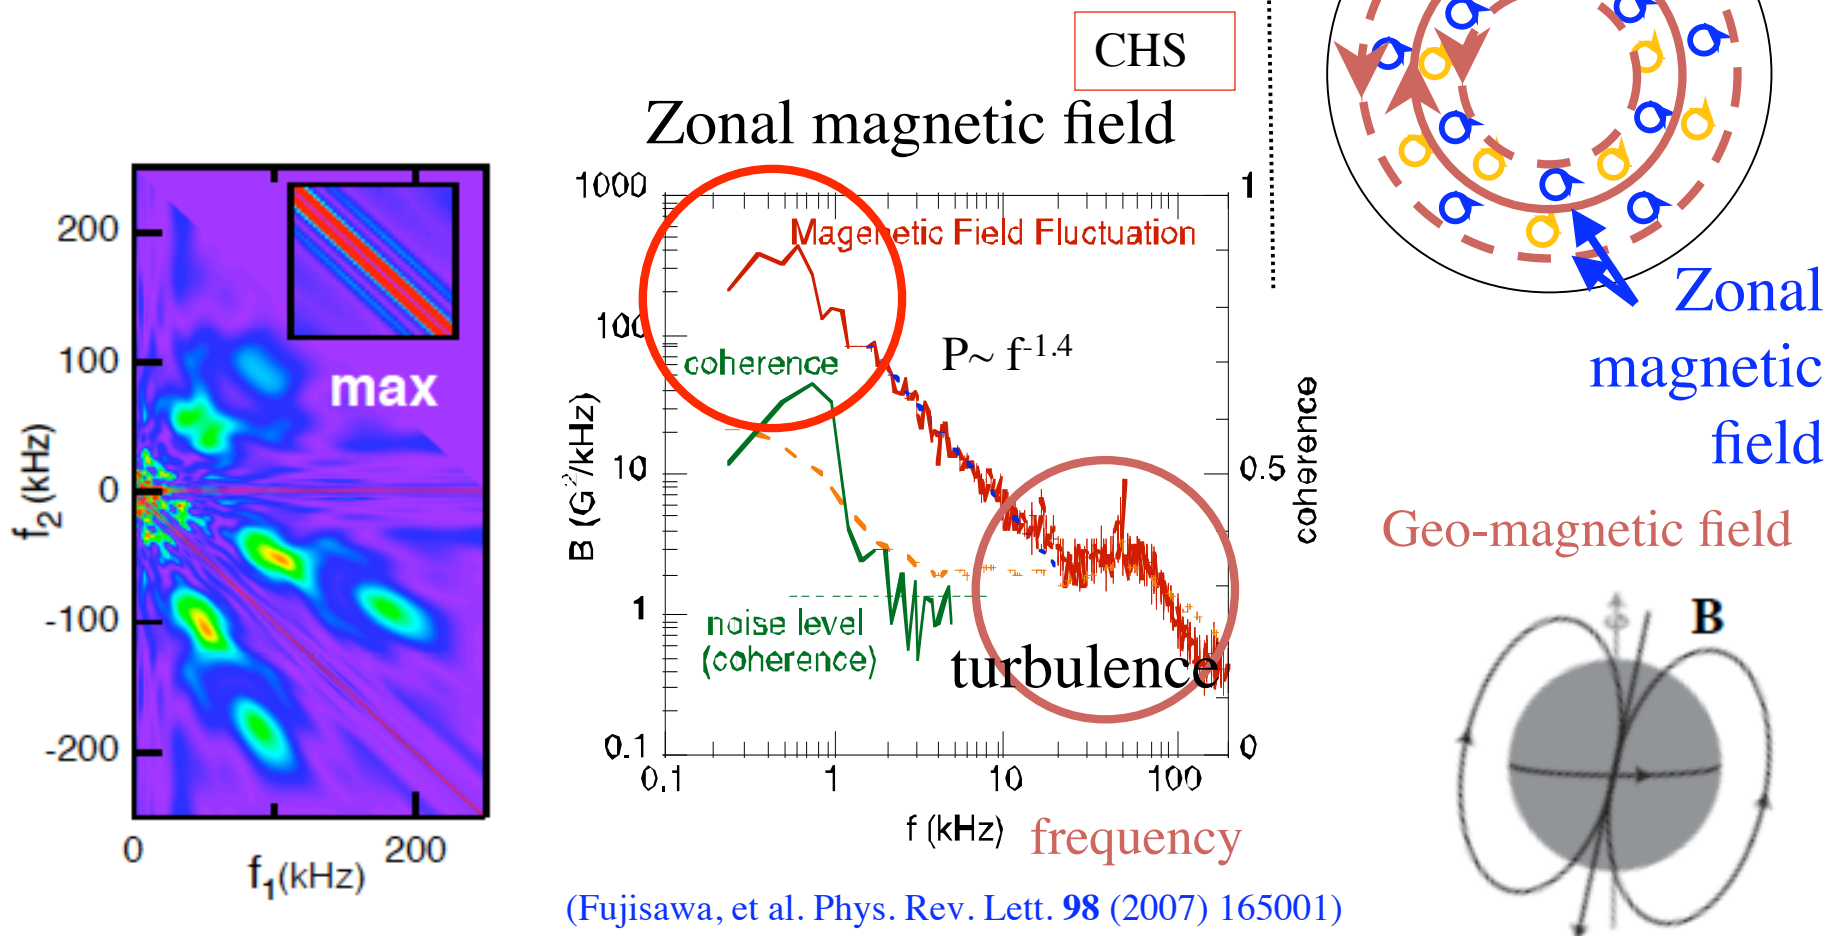 CHS
Zonal magnetic field
200
100
0
-100
-200
f2 (kHz)
0
200
f1(kHz)
max
1000
100
10
1
0.1
B (G²/kHz)
Magenetic Field Fluctuation
coherence
P~ f-1.4
noise level
(coherence)
turbulence
1
0.5
0
coherence
0.1
1
10
100
f (kHz)
frequency
(Fujisawa, et al. Phys. Rev. Lett. 98 (2007) 165001)
Zonal
magnetic
field
Geo-magnetic field
B